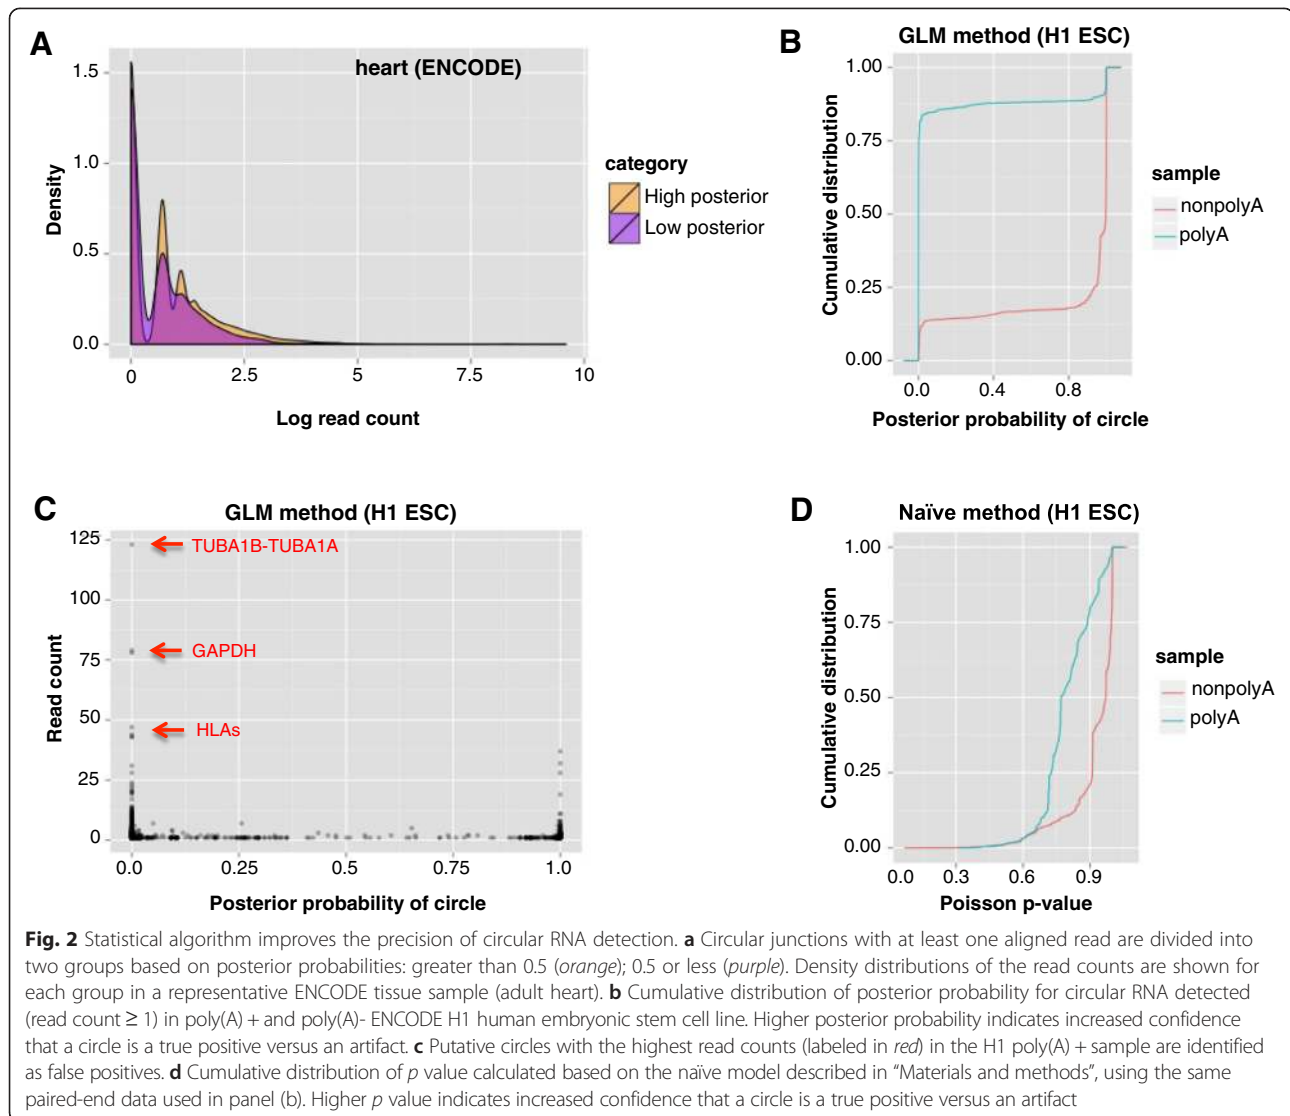 A
heart (ENCODE)
1.5
1.0
0.5
0.0
Density
0
2.5
5
7.5
10
Log read count
category
High posterior
Low posterior
B
GLM method (H1 ESC)
1.00
0.75
0.50
0.25
0.00
Cumulative distribution
0.0
0.4
0.8
Posterior probability of circle
sample
nonpolyA
polyA
C
GLM method (H1 ESC)
125
100
75
50
25
0
Read count
TUBA1B-TUBA1A
GAPDH
HLAs
0.0
0.25
0.5
0.75
1.0
Posterior probability of circle
D
Naïve method (H1 ESC)
1.00
0.75
0.50
0.25
0.00
Cumulative distribution
0.0
0.3
0.6
0.9
Poisson p-value
sample
nonpolyA
polyA
Fig. 2 Statistical algorithm improves the precision of circular RNA detection. a Circular junctions with at least one aligned read are divided into
two groups based on posterior probabilities: greater than 0.5 (orange); 0.5 or less (purple). Density distributions of the read counts are shown for
each group in a representative ENCODE tissue sample (adult heart). b Cumulative distribution of posterior probability for circular RNA detected
(read count ≥ 1) in poly(A) + and poly(A)- ENCODE H1 human embryonic stem cell line. Higher posterior probability indicates increased confidence
that a circle is a true positive versus an artifact. c Putative circles with the highest read counts (labeled in red) in the H1 poly(A) + sample are identified
as false positives. d Cumulative distribution of p value calculated based on the naïve model described in “Materials and methods”, using the same
paired-end data used in panel (b). Higher p value indicates increased confidence that a circle is a true positive versus an artifact